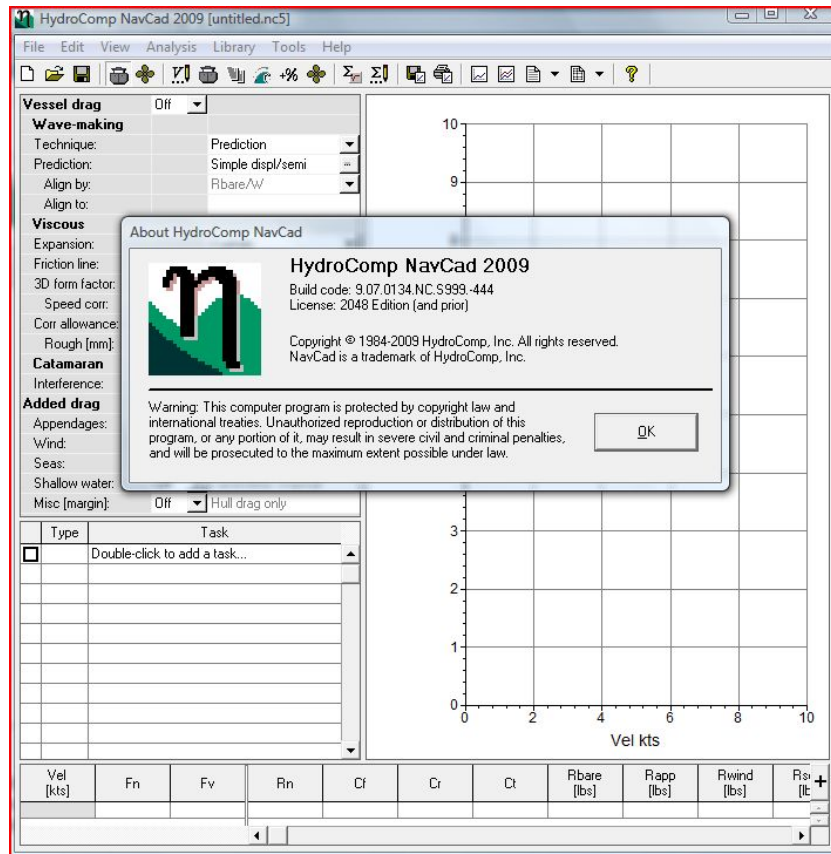 HydroComp NavCad 2009 [untitled.nc5]
File Edit View Analysis Library Tools Help
Vessel drag Off
Wave-making
Technique: Prediction
Prediction: Simple displ/semi ...
Align by: Rbare/W
Align to:
Viscous
Expansion:
Friction line:
3D form factor:
Speed corr:
Corr allowance:
Rough [mm]:
Catamaran
Interference:
Added drag
Appendages:
Wind:
Seas:
Shallow water:
Misc [margin]: Off Hull drag only
About HydroComp NavCad
HydroComp NavCad 2009
Build code: 9.07.0134.NC.S999.-444
License: 2048 Edition (and prior)
Copyright © 1984-2009 HydroComp, Inc. All rights reserved.
NavCad is a trademark of HydroComp, Inc.
Warning: This computer program is protected by copyright law and
international treaties. Unauthorized reproduction or distribution of this
program, or any portion of it, may result in severe civil and criminal penalties,
and will be prosecuted to the maximum extent possible under law.
OK
Type Task
Double-click to add a task...
10
9
3
2
1
0
0 2 4 6 8 10
Vel kts
Vel [kts] Fn Fv Rn Cf Cr Ct Rbare [lbs] Rapp [lbs] Rwind [lbs]